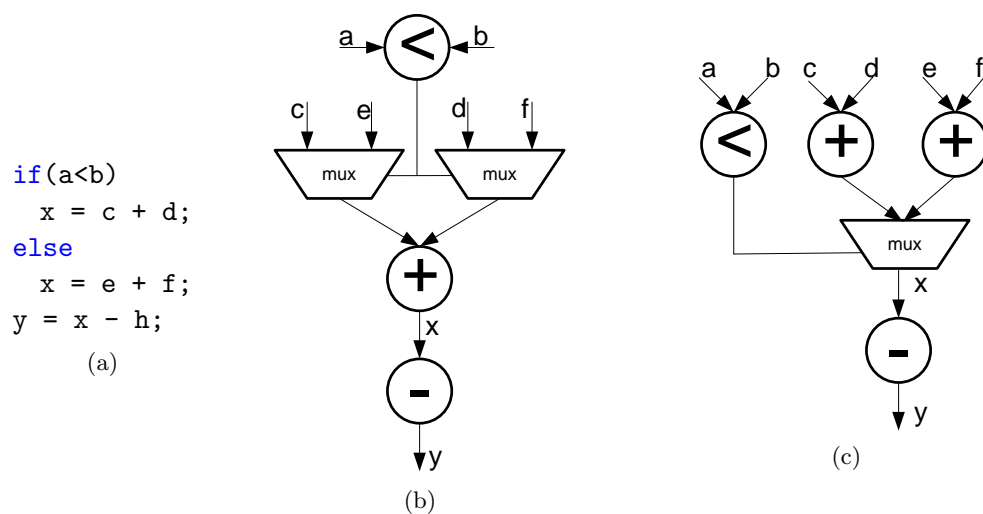 if(a<b)
x = c + d;
else
x = e + f;
y = x - h;
(a)
a < b
c e d f
mux mux
+
x
-
y
(b)
a b c d e f
< + +
mux
x
-
y
(c)